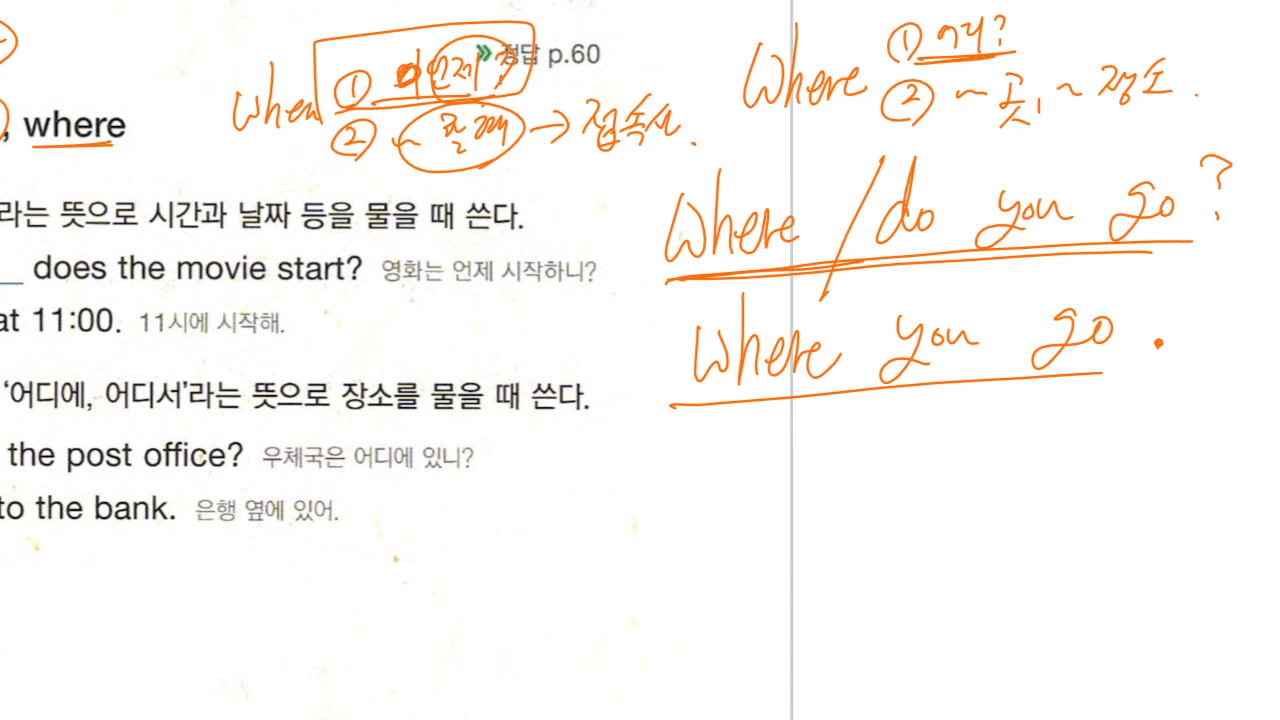 정답 p.60
, where
When ① 언제?
② ~ 할 때 → 접속사.
Where ① 어디?
② ~ 곳, ~ 장소.
라는 뜻으로 시간과 날짜 등을 물을 때 쓴다.
does the movie start? 영화는 언제 시작하니?
at 11:00. 11시에 시작해.
Where / do you go?
where you go.
‘어디에, 어디서’라는 뜻으로 장소를 물을 때 쓴다.
the post office? 우체국은 어디에 있니?
to the bank. 은행 옆에 있어.